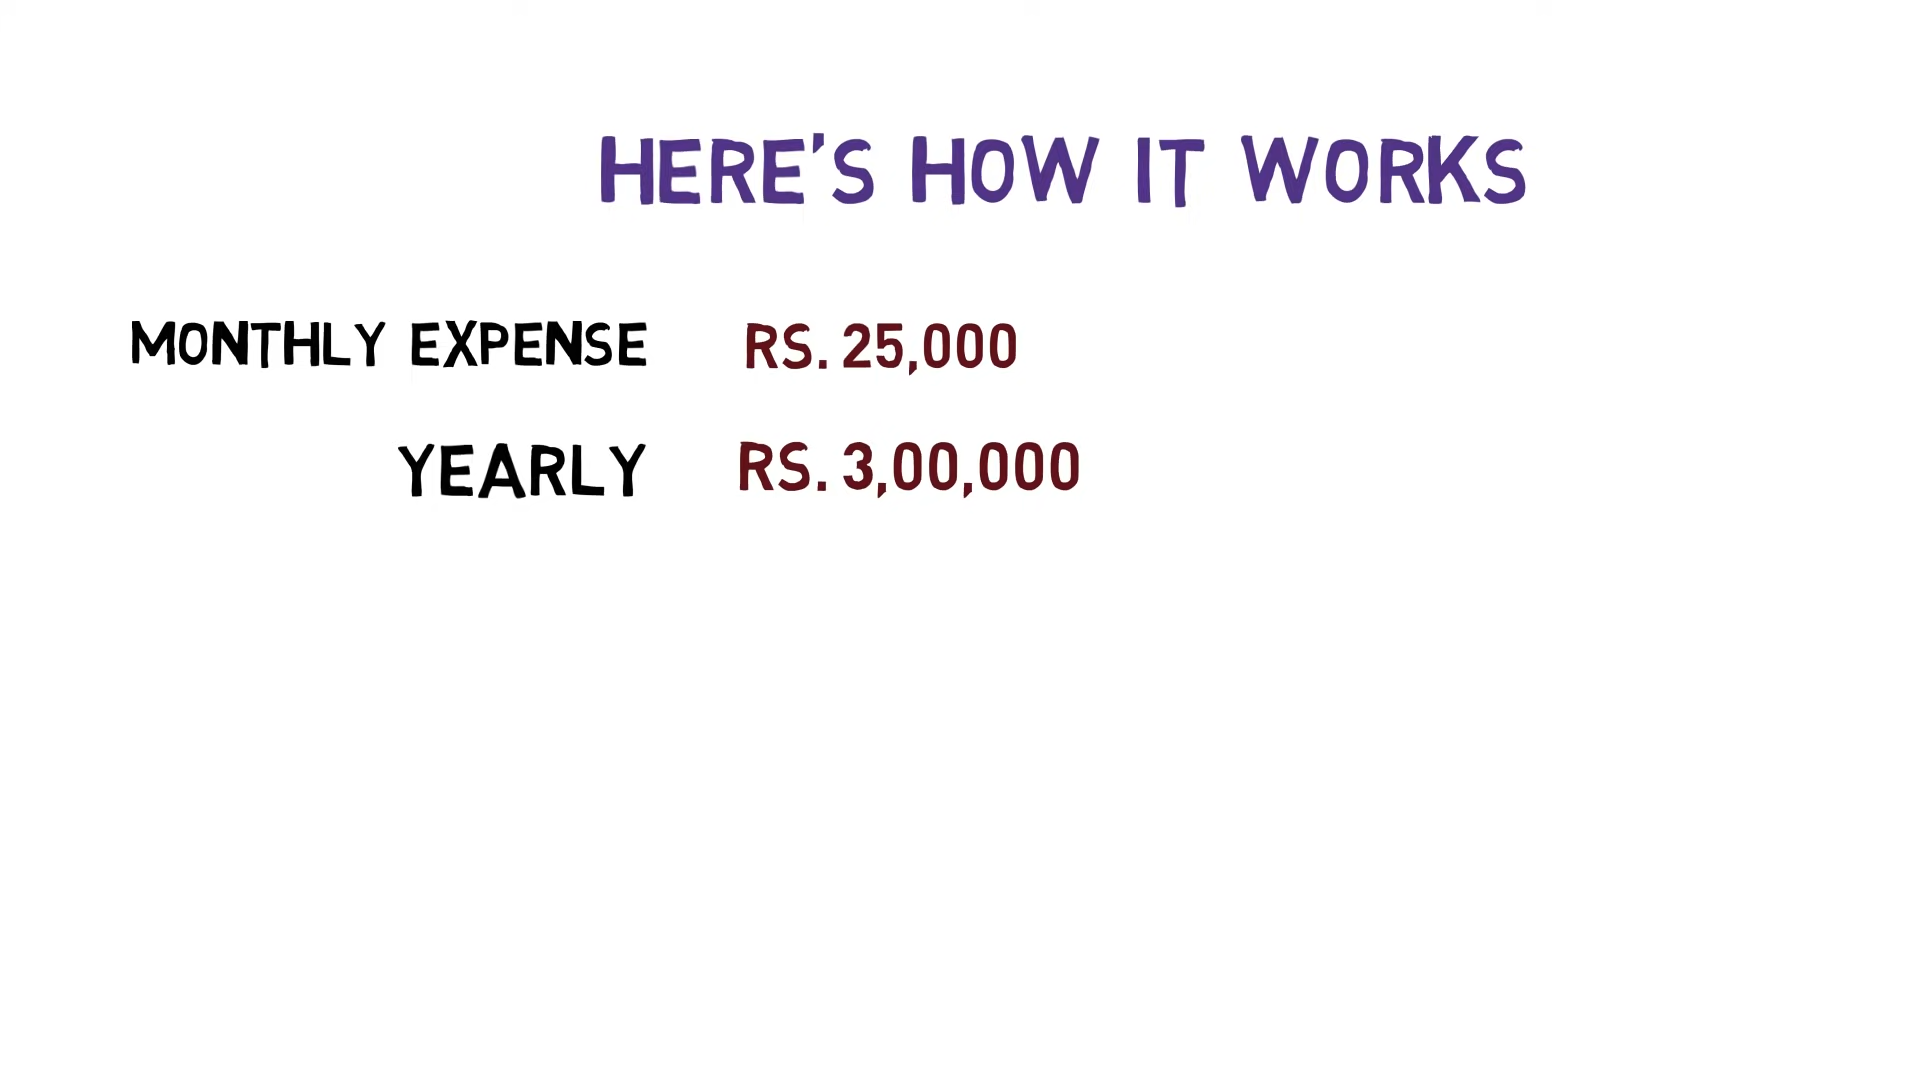 HERE'S HOW IT WORKS
MONTHLY EXPENSE RS. 25,000
YEARLY RS. 3,00,000